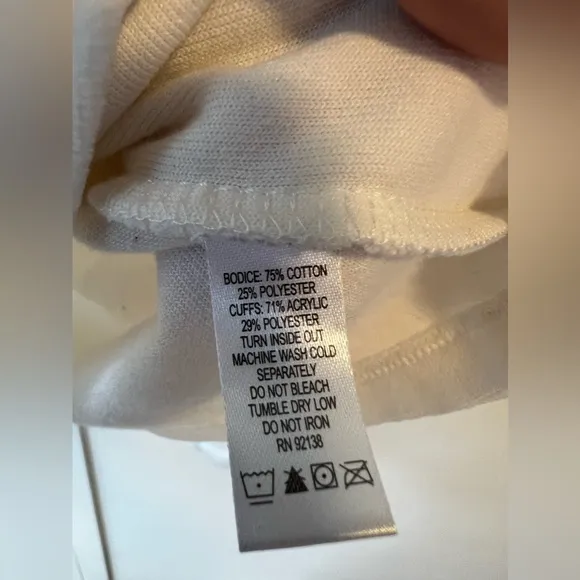 BODICE: 75% COTTON
25% POLYESTER
CUFFS: 71% ACRYLIC
29% POLYESTER
TURN INSIDE OUT
MACHINE WASH COLD
SEPARATELY
DO NOT BLEACH
TUMBLE DRY LOW
DO NOT IRON
RN 92138